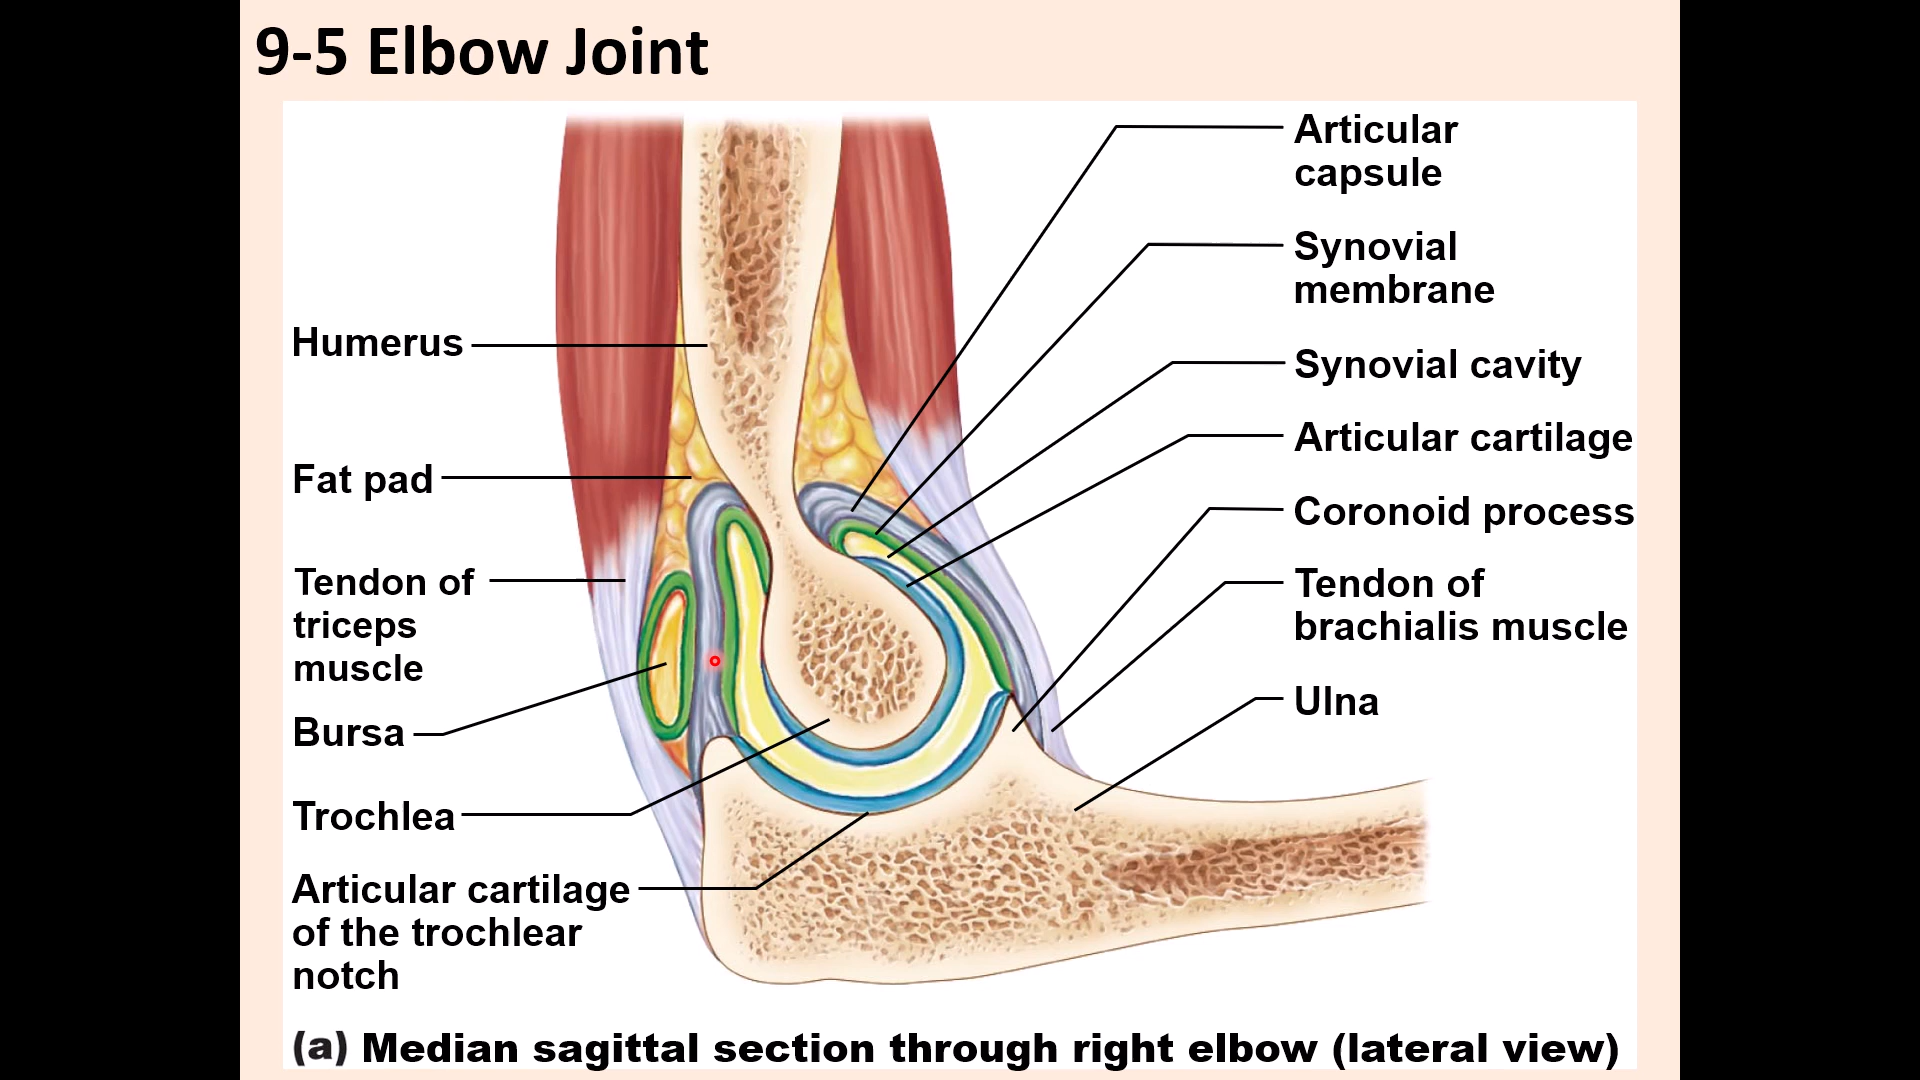 9-5 Elbow Joint
Humerus
Fat pad
Tendon of
triceps
muscle
Bursa
Trochlea
Articular cartilage
of the trochlear
notch
Articular
capsule
Synovial
membrane
Synovial cavity
Articular cartilage
Coronoid process
Tendon of
brachialis muscle
Ulna
(a) Median sagittal section through right elbow (lateral view)